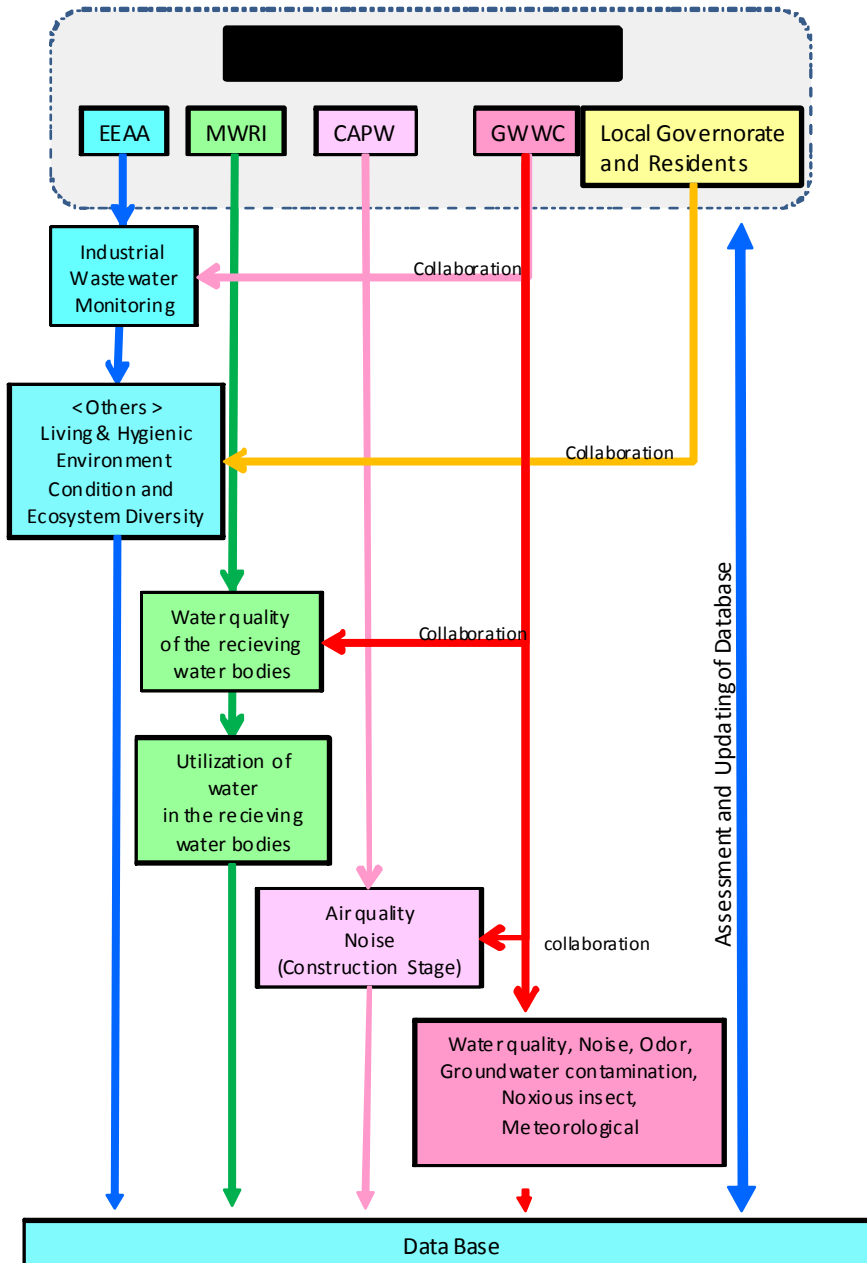 EEAA
MWRI
CAPW
GWWC
Local Governorate
and Residents
Industrial
Wastewater
Monitoring
Collaboration
< Others >
Living & Hygienic
Environment
Condition and
Ecosystem Diversity
Collaboration
Water quality
of the recieving
water bodies
Collaboration
Utilization of
water
in the recieving
water bodies
Air quality
Noise
(Construction Stage)
collaboration
Water quality, Noise, Odor,
Groundwater contamination,
Noxious insect,
Meteorological
Assessment and Updating of Database
Data Base